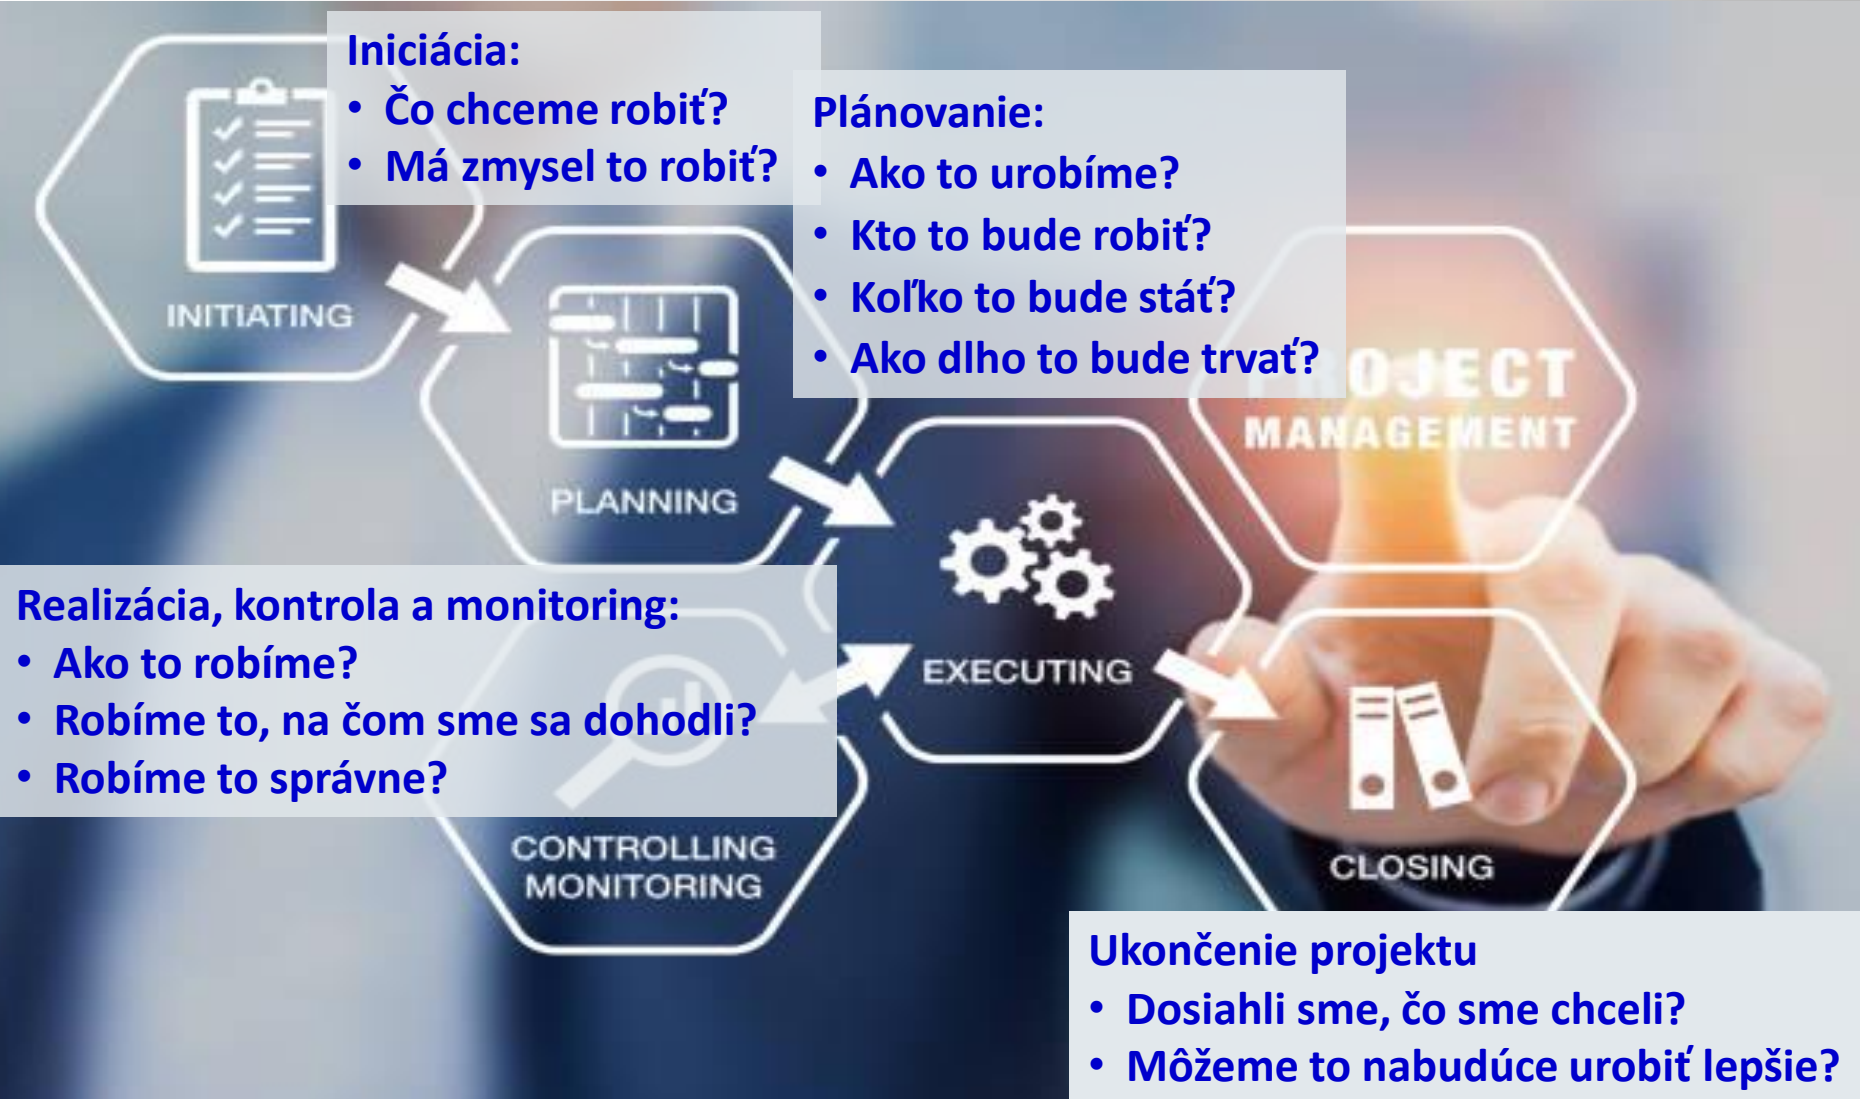 Iniciácia:
• Čo chceme robiť?
• Má zmysel to robiť?
Plánovanie:
• Ako to urobíme?
• Kto to bude robiť?
• Koľko to bude stáť?
• Ako dlho to bude trvať?
INITIATING
PLANNING
PROJECT
MANAGEMENT
Realizácia, kontrola a monitoring:
• Ako to robíme?
• Robíme to, na čom sme sa dohodli?
• Robíme to správne?
EXECUTING
CONTROLLING
MONITORING
CLOSING
Ukončenie projektu
• Dosiahli sme, čo sme chceli?
• Môžeme to nabudúce urobiť lepšie?